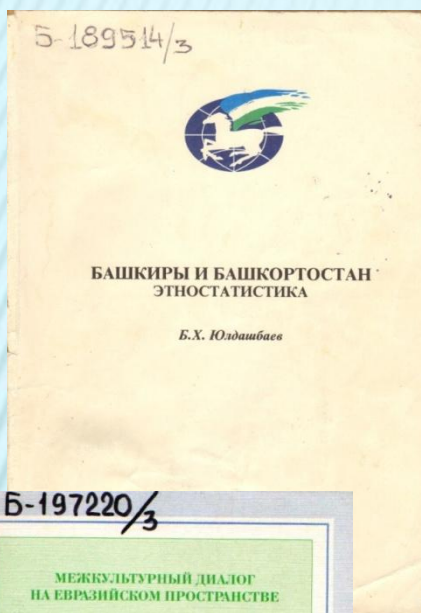 Б-189514/3
БАШКИРЫ И БАШКОРТОСТАН
ЭТНОСТАТИСТИКА
Б.Х. Юлдашбаев
Б-197220/3
МЕЖКУЛЬТУРНЫЙ ДИАЛОГ
НА ЕВРАЗИЙСКОМ ПРОСТРАНСТВЕ